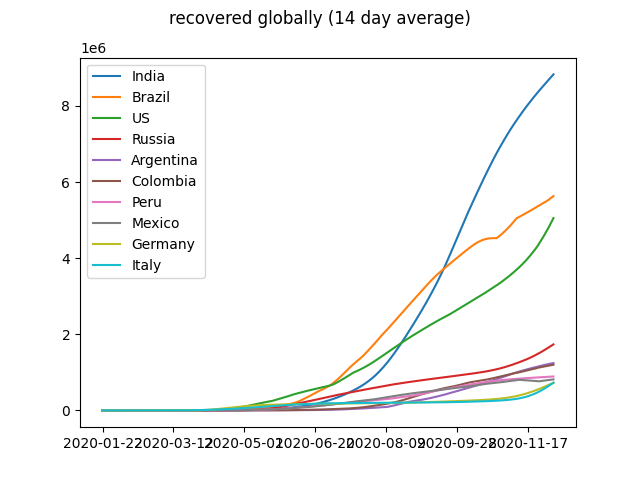 recovered globally (14 day average)
1e6
India
Brazil
US
Russia
Argentina
Colombia
Peru
Mexico
Germany
Italy
8
6
4
2
0
2020-01-22 2020-03-12 2020-05-01 2020-06-20 2020-08-09 2020-09-28 2020-11-17